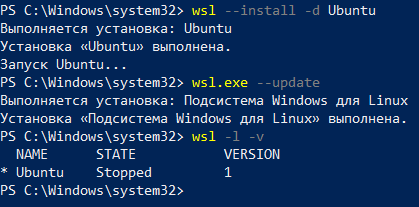 PS C:\Windows\system32> wsl --install -d Ubuntu
Выполняется установка: Ubuntu
Установка «Ubuntu» выполнена.
Запуск Ubuntu...
PS C:\Windows\system32> wsl.exe --update
Выполняется установка: Подсистема Windows для Linux
Установка «Подсистема Windows для Linux» выполнена.
PS C:\Windows\system32> wsl -l -v
  NAME      STATE           VERSION
* Ubuntu    Stopped         1
PS C:\Windows\system32>